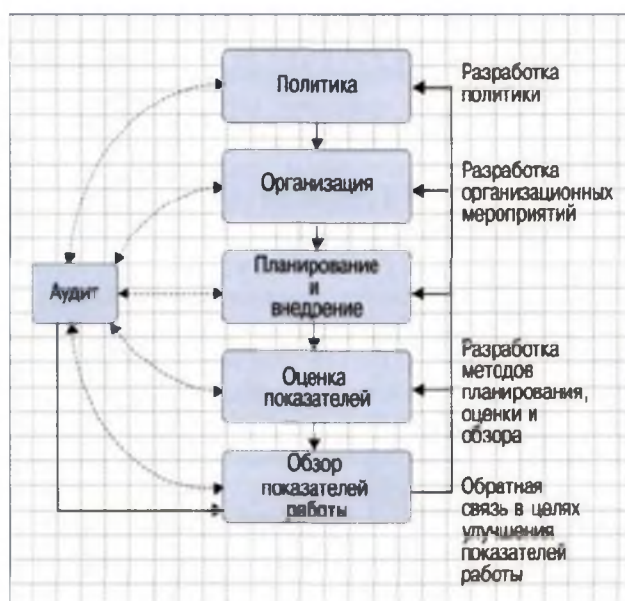 Политика
Разработка
политики
Организация
Разработка
организационных
мероприятий
Аудит
Планирование
и
внедрение
Оценка
показателей
Разработка
методов
планирования,
оценки и
обзора
Обзор
показателей
работы
Обратная
связь в целях
улучшения
показателей
работы